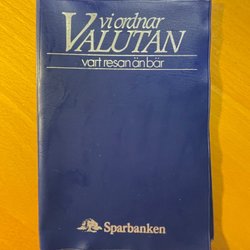 vi ordnar
VALUTAN
vart resan än bär
Sparbanken